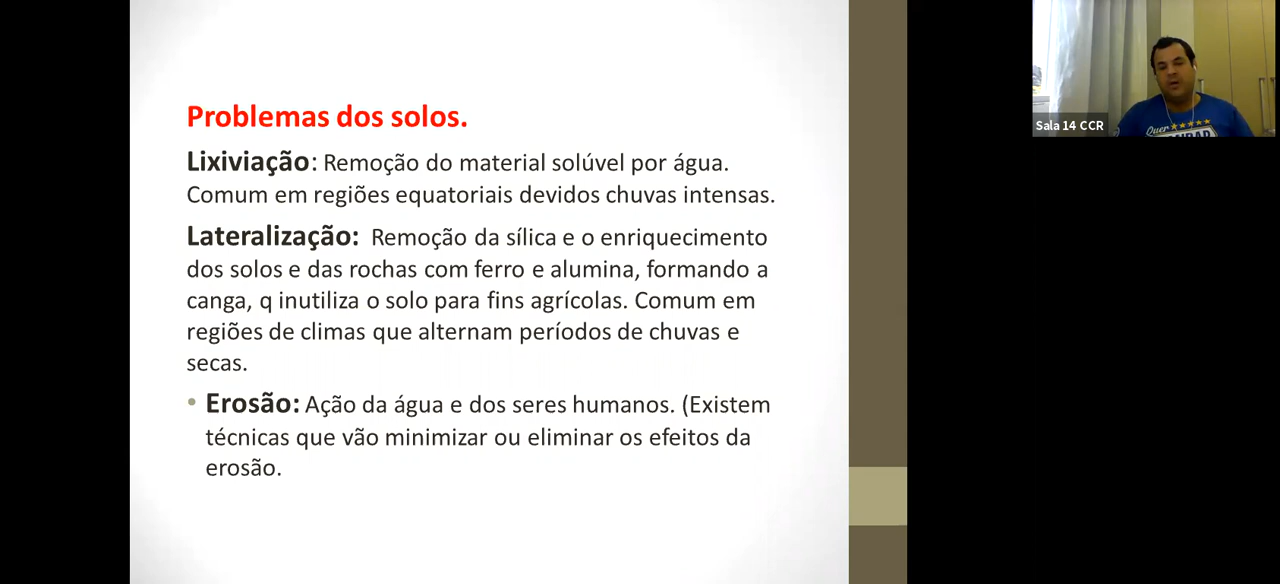 Problemas dos solos.
Lixiviação: Remoção do material solúvel por água.
Comum em regiões equatoriais devidos chuvas intensas.
Lateralização: Remoção da sílica e o enriquecimento
dos solos e das rochas com ferro e alumina, formando a
canga, q inutiliza o solo para fins agrícolas. Comum em
regiões de climas que alternam períodos de chuvas e
secas.
• Erosão: Ação da água e dos seres humanos. (Existem
técnicas que vão minimizar ou eliminar os efeitos da
erosão.
Sala 14 CCR
Quer